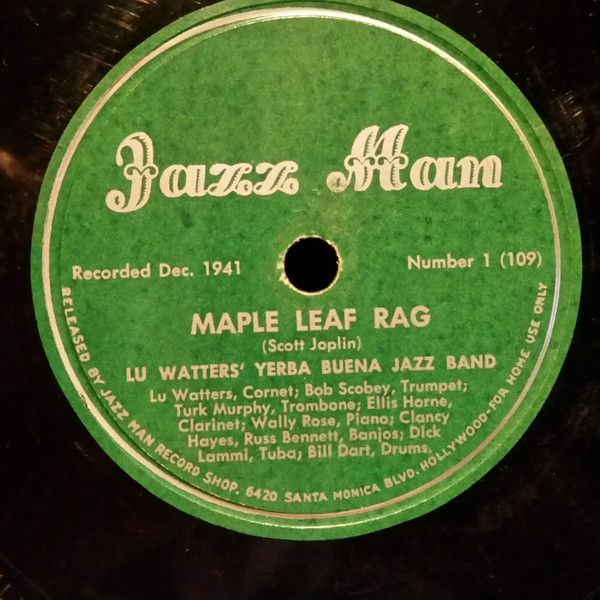 Jazz Man
Recorded Dec. 1941
Number 1 (109)
MAPLE LEAF RAG
(Scott Joplin)
LU WATTERS' YERBA BUENA JAZZ BAND
Lu Watters, Cornet; Bob Scobey, Trumpet;
Turk Murphy, Trombone; Ellis Horne,
Clarinet; Wally Rose, Piano; Clancy
Hayes, Russ Bennett, Banjos; Dick
Lammi, Tuba; Bill Dart, Drums.
RELEASED BY JAZZ MAN RECORD SHOP, 6420 SANTA MONICA BLVD. HOLLYWOOD-FOR HOME USE ONLY